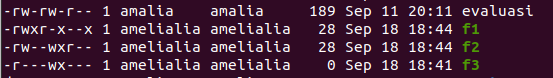 -rw-rw-r-- 1 amalia amalia 189 Sep 11 20:11 evaluasi
-rwxr-x--x 1 amelialia amelialia 28 Sep 18 18:44 f1
-rw--wxr-- 1 amelialia amelialia 28 Sep 18 18:44 f2
-r---wx--- 1 amelialia amelialia 0 Sep 18 18:41 f3